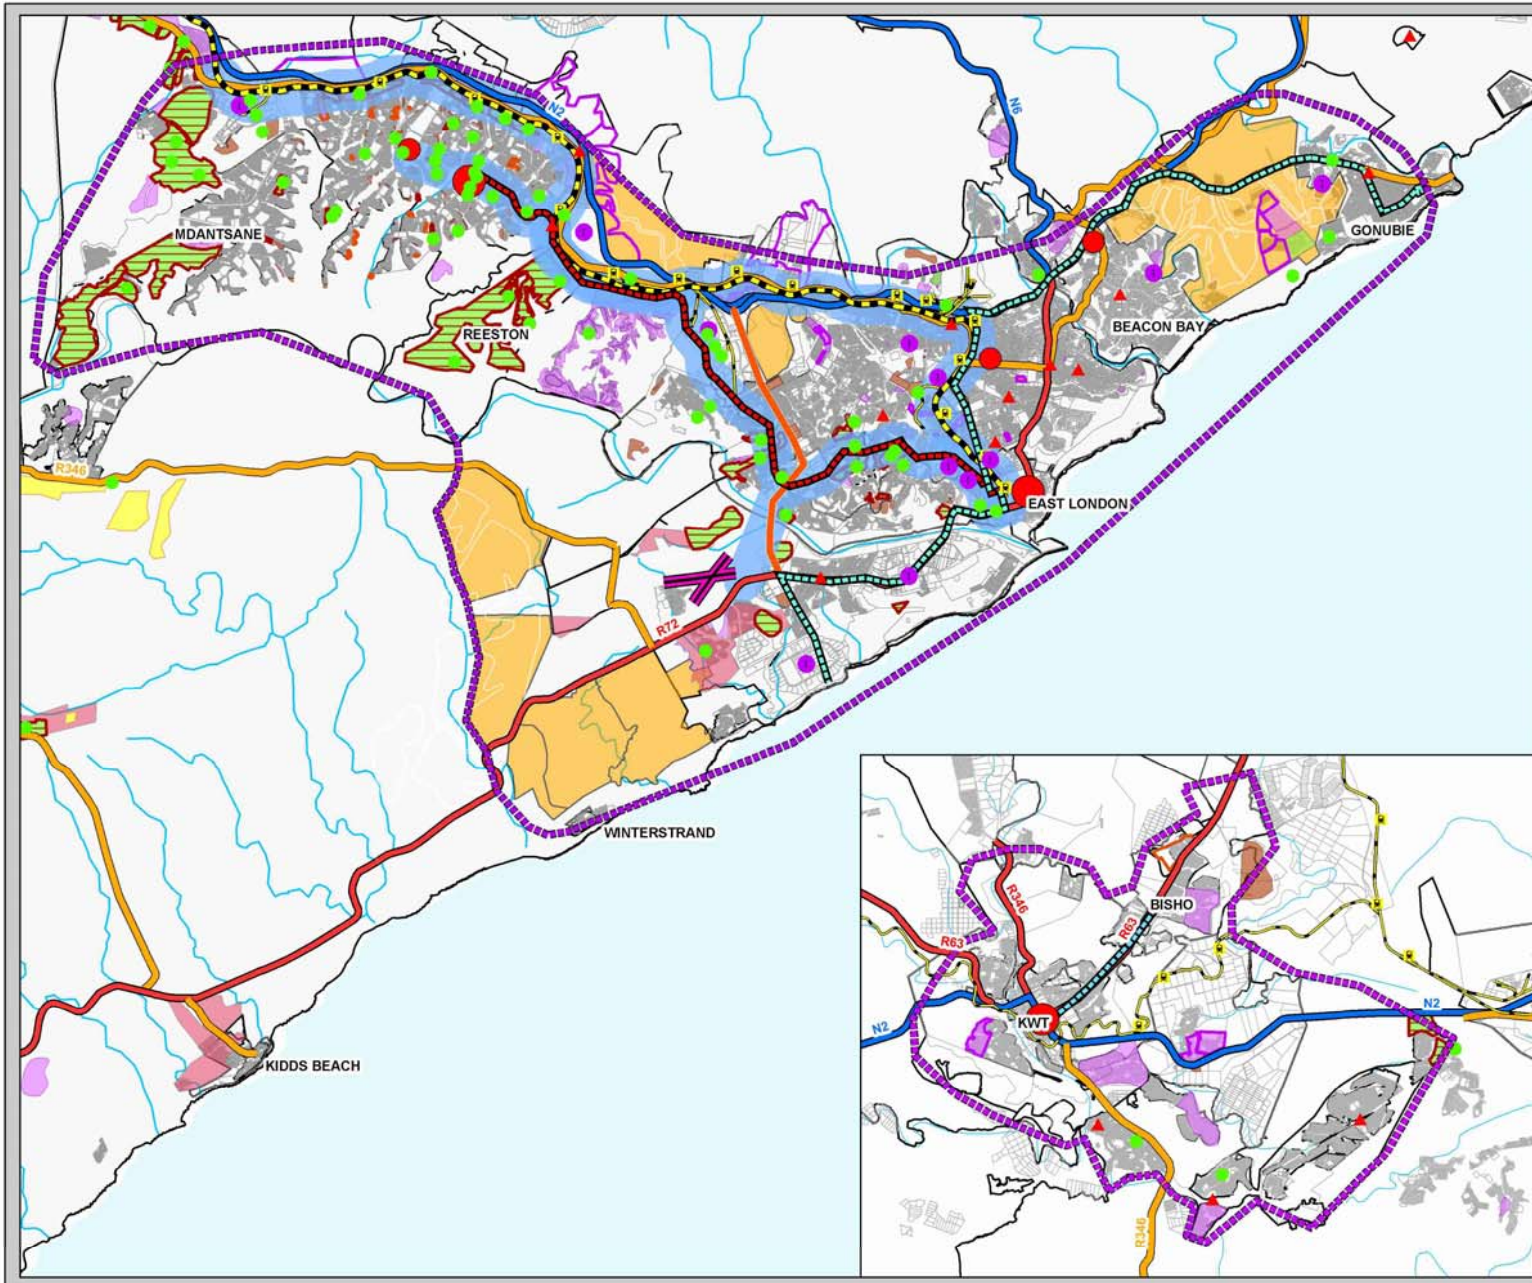 N2
N6
MDANTSANE
GONUBIE
REESTON
BEACON BAY
R346
EAST LONDON
R72
WINTERSTRAND
KIDDS BEACH
R346
BISHO
R63
R63
KWT
N2
N2
R346